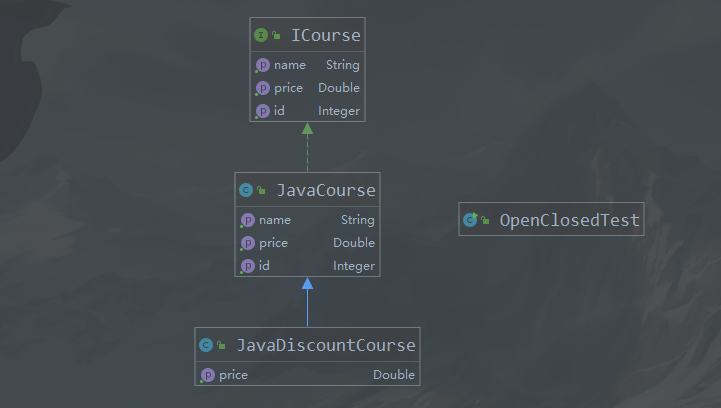 ICourse
name String
price Double
id Integer
JavaCourse
name String
price Double
id Integer
OpenClosedTest
JavaDiscountCourse
price Double